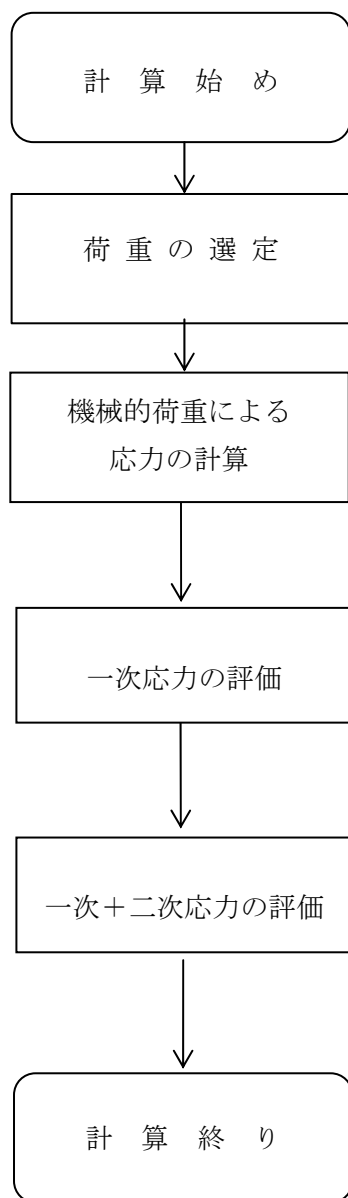 計 算 始 め
荷 重 の 選 定
機械的荷重による
応力の計算
一次応力の評価
一次＋二次応力の評価
計 算 終 り